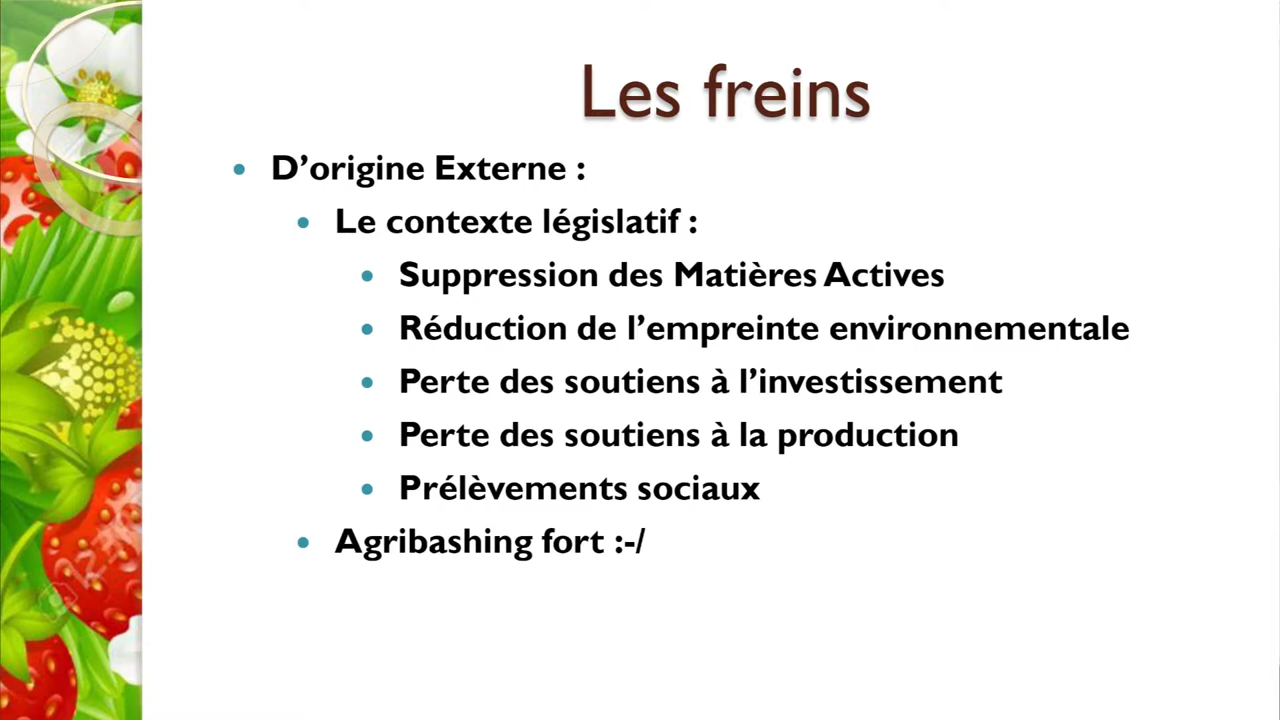 Les freins
D’origine Externe :
Le contexte législatif :
Suppression des Matières Actives
Réduction de l’empreinte environnementale
Perte des soutiens à l’investissement
Perte des soutiens à la production
Prélèvements sociaux
Agribashing fort :-/